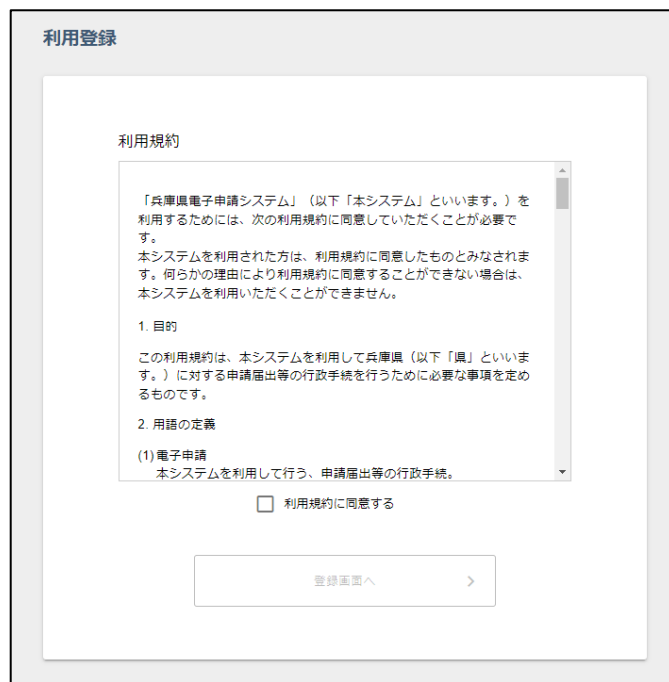 利用登録
利用規約
「兵庫県電子申請システム」（以下「本システム」といいます。）を
利用するためには、次の利用規約に同意していただくことが必要で
す。
本システムを利用された方は、利用規約に同意したものとみなされま
す。何らかの理由により利用規約に同意することができない場合は、
本システムを利用いただくことができません。
1. 目的
この利用規約は、本システムを利用して兵庫県（以下「県」といいま
す。）に対する申請届出等の行政手続を行うために必要な事項を定め
るものです。
2. 用語の定義
(1) 電子申請
本システムを利用して行う、申請届出等の行政手続。
利用規約に同意する
登録画面へ